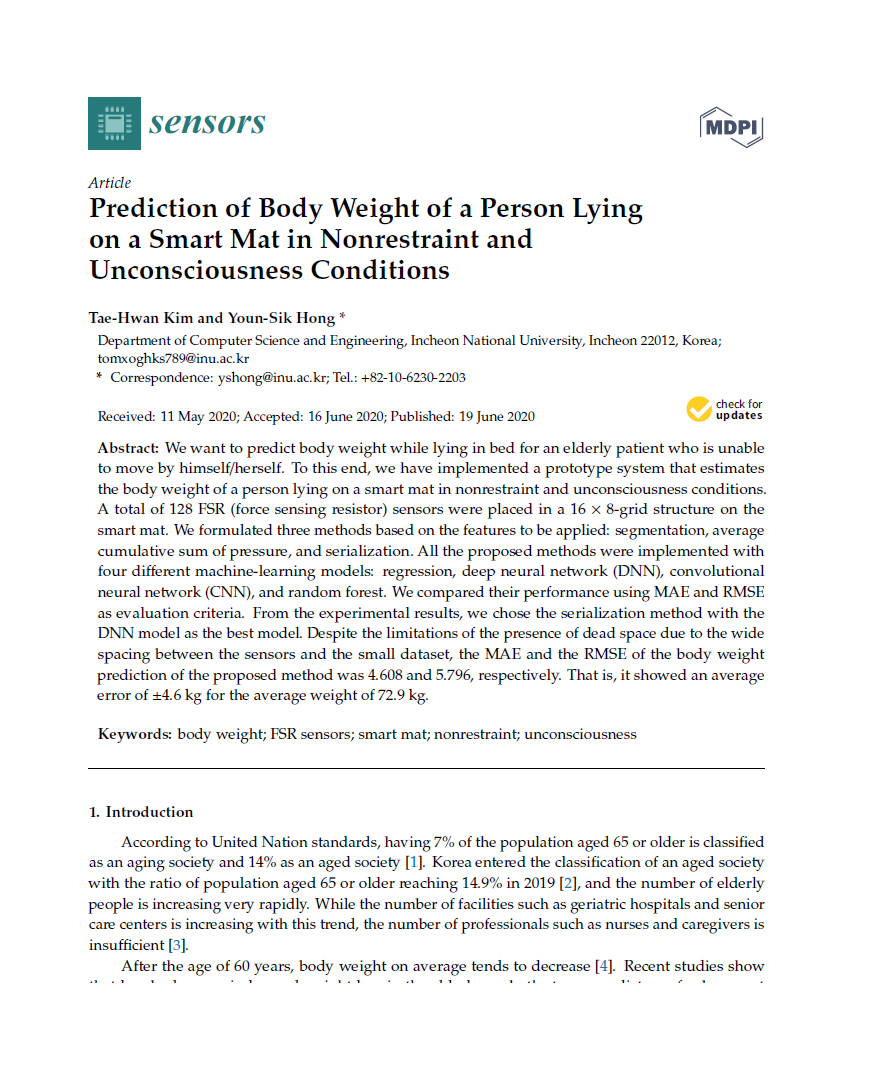 sensors
MDPI
Article
Prediction of Body Weight of a Person Lying
on a Smart Mat in Nonrestraint and
Unconsciousness Conditions
Tae-Hwan Kim and Youn-Sik Hong *
Department of Computer Science and Engineering, Incheon National University, Incheon 22012, Korea;
tomxoghks789@inu.ac.kr
* Correspondence: yshong@inu.ac.kr; Tel.: +82-10-6230-2203
check for
updates
Received: 11 May 2020; Accepted: 16 June 2020; Published: 19 June 2020
Abstract: We want to predict body weight while lying in bed for an elderly patient who is unable
to move by himself/herself. To this end, we have implemented a prototype system that estimates
the body weight of a person lying on a smart mat in nonrestraint and unconsciousness conditions.
A total of 128 FSR (force sensing resistor) sensors were placed in a 16 × 8-grid structure on the
smart mat. We formulated three methods based on the features to be applied: segmentation, average
cumulative sum of pressure, and serialization. All the proposed methods were implemented with
four different machine-learning models: regression, deep neural network (DNN), convolutional
neural network (CNN), and random forest. We compared their performance using MAE and RMSE
as evaluation criteria. From the experimental results, we chose the serialization method with the
DNN model as the best model. Despite the limitations of the presence of dead space due to the wide
spacing between the sensors and the small dataset, the MAE and the RMSE of the body weight
prediction of the proposed method was 4.608 and 5.796, respectively. That is, it showed an average
error of ±4.6 kg for the average weight of 72.9 kg.
Keywords: body weight; FSR sensors; smart mat; nonrestraint; unconsciousness
1. Introduction
According to United Nation standards, having 7% of the population aged 65 or older is classified
as an aging society and 14% as an aged society [1]. Korea entered the classification of an aged society
with the ratio of population aged 65 or older reaching 14.9% in 2019 [2], and the number of elderly
people is increasing very rapidly. While the number of facilities such as geriatric hospitals and senior
care centers is increasing with this trend, the number of professionals such as nurses and caregivers is
insufficient [3].
After the age of 60 years, body weight on average tends to decrease [4]. Recent studies show